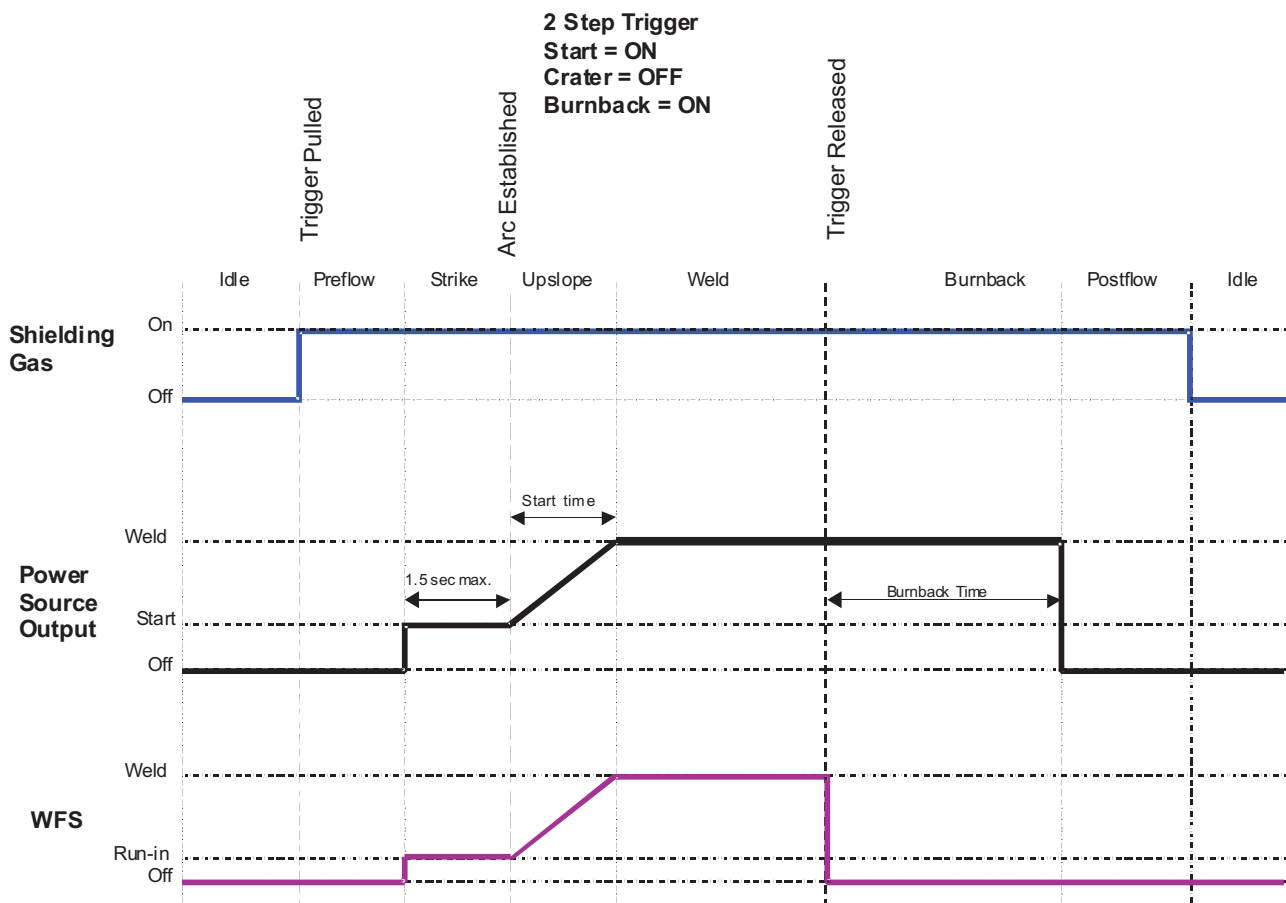 2 Step Trigger
Start = ON
Crater = OFF
Burnback = ON
Trigger Pulled
Arc Established
Trigger Released
Idle Preflow Strike Upslope Weld Burnback Postflow Idle
Shielding
Gas
On
Off
Power
Source
Output
Weld
Start
Off
Start time
1.5 sec max.
Burnback Time
WFS
Weld
Run-in
Off